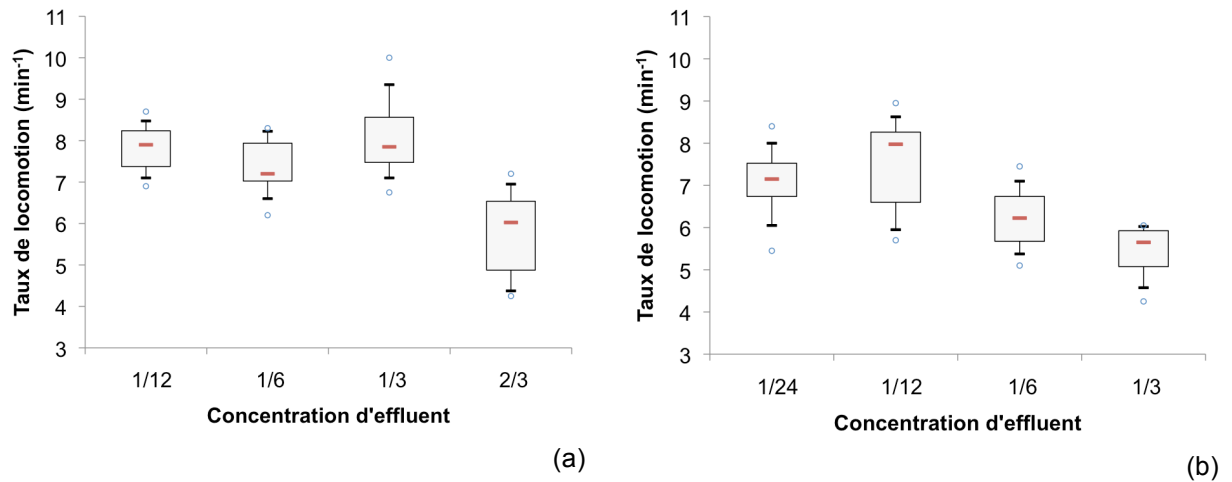 11
10
9
8
7
6
5
4
3
Taux de locomotion (min⁻¹)
1/12 1/6 1/3 2/3
Concentration d'effluent
(a)
11
10
9
8
7
6
5
4
3
Taux de locomotion (min⁻¹)
1/24 1/12 1/6 1/3
Concentration d'effluent
(b)